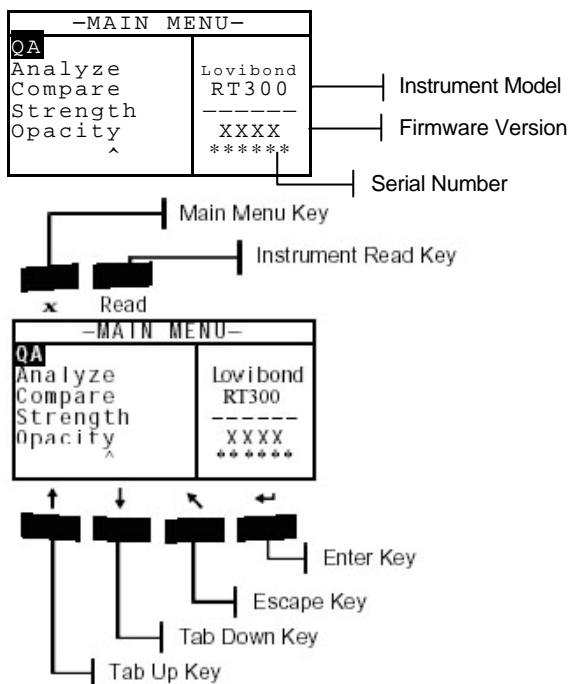 —MAIN MENU—
QA
Analyze
Compare
Strength
Opacity
^
Lovibond
RT300
——————
XXXX
******
Instrument Model
Firmware Version
Serial Number
Main Menu Key
Instrument Read Key
x Read
—MAIN MENU—
QA
Analyze
Compare
Strength
Opacity
^
Lovibond
RT300
------
XXXX
******
↑ ↓ ↖ ↵
Enter Key
Escape Key
Tab Down Key
Tab Up Key